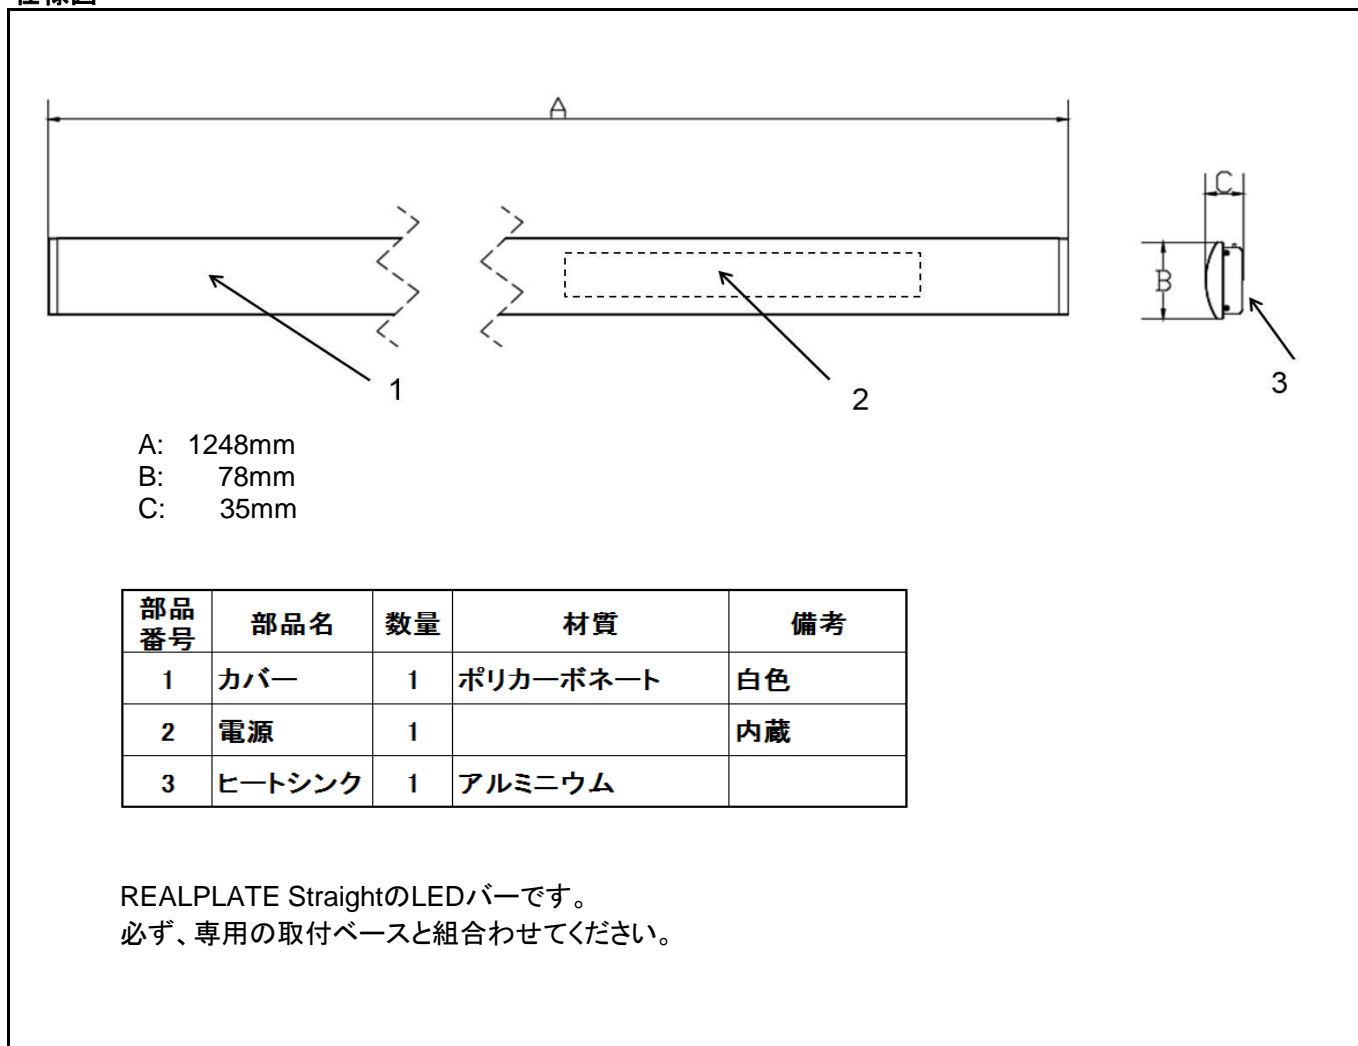 A
C
B
1
2
3
A: 1248mm
B: 78mm
C: 35mm
部品番号 部品名 数量 材質 備考
1 カバー 1 ポリカーボネート 白色
2 電源 1 内蔵
3 ヒートシンク 1 アルミニウム
REALPLATE StraightのLEDバーです。
必ず、専用の取付ベースと組合わせてください。